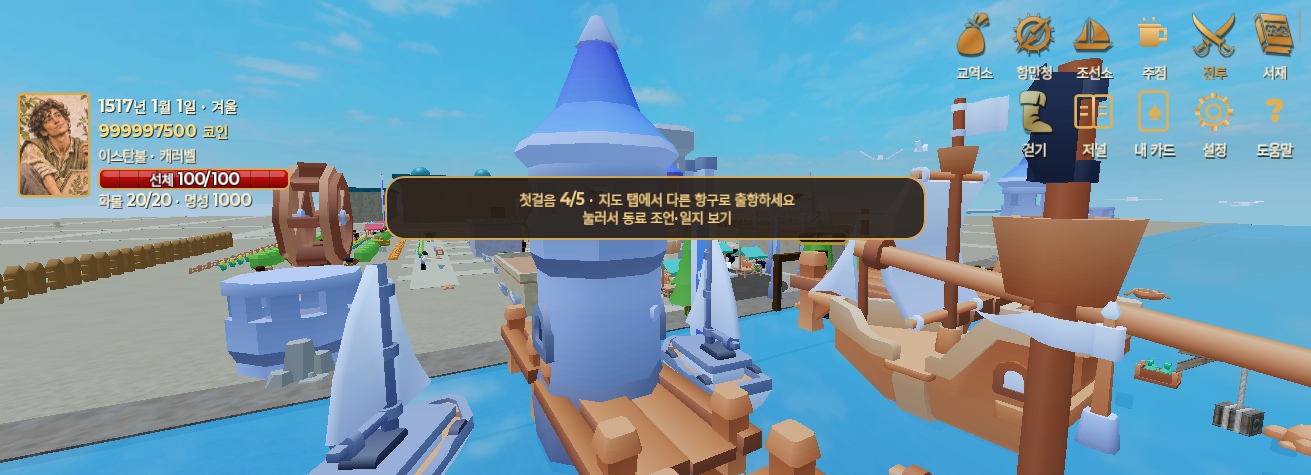 교역소 항만청 조선소 주점 전투 서재
걷기 저널 내 카드 설정 도움말
1517년 1월 1일 · 겨울
999997500 코인
이스탄불 · 캐러벨
선체 100/100
화물 20/20 · 명성 1000
첫걸음 4/5 · 지도 탭에서 다른 항구로 출항하세요
눌러서 동료 조언·일지 보기